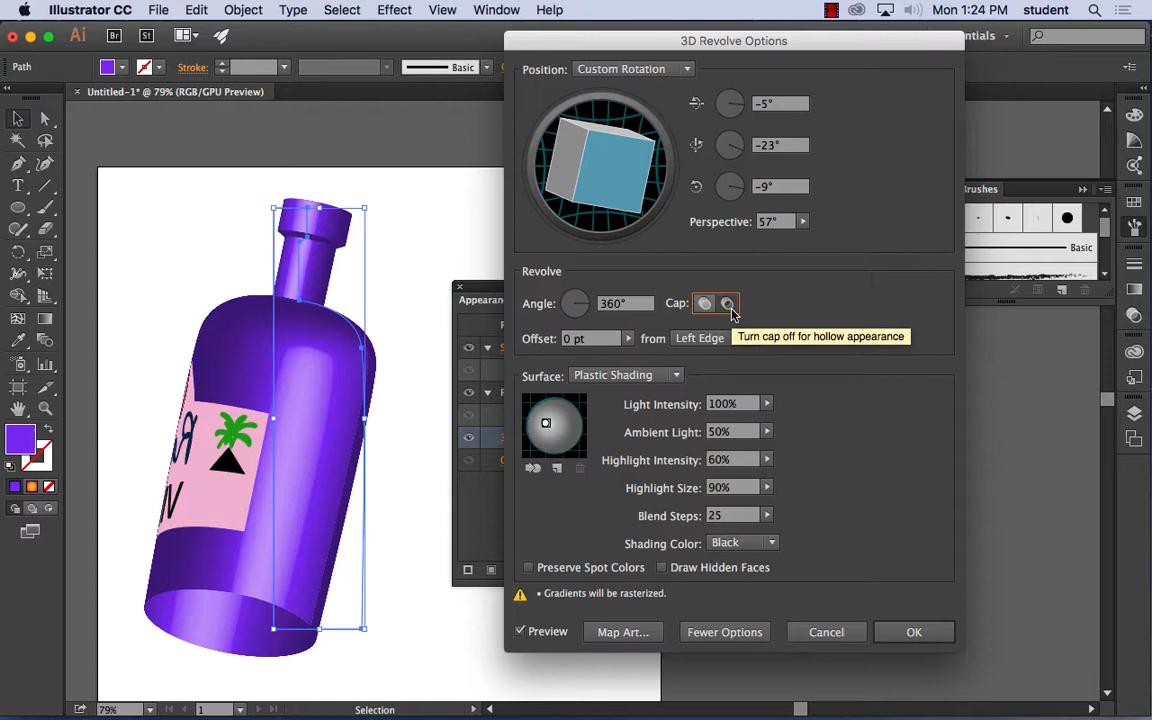 Illustrator CC File Edit Object Type Select Effect View Window Help Mon 1:24 PM student
Ai Br St
Path Stroke: Basic
× Untitled-1* @ 79% (RGB/GPU Preview)
3D Revolve Options
Position: Custom Rotation
-5°
-23°
-9°
Perspective: 57°
Revolve
Angle: 360° Cap:
Turn cap off for hollow appearance
Offset: 0 pt from Left Edge
Surface: Plastic Shading
Light Intensity: 100%
Ambient Light: 50%
Highlight Intensity: 60%
Highlight Size: 90%
Blend Steps: 25
Shading Color: Black
Preserve Spot Colors Draw Hidden Faces
• Gradients will be rasterized.
Preview Map Art... Fewer Options Cancel OK
Brushes
Basic
79% 1 Selection